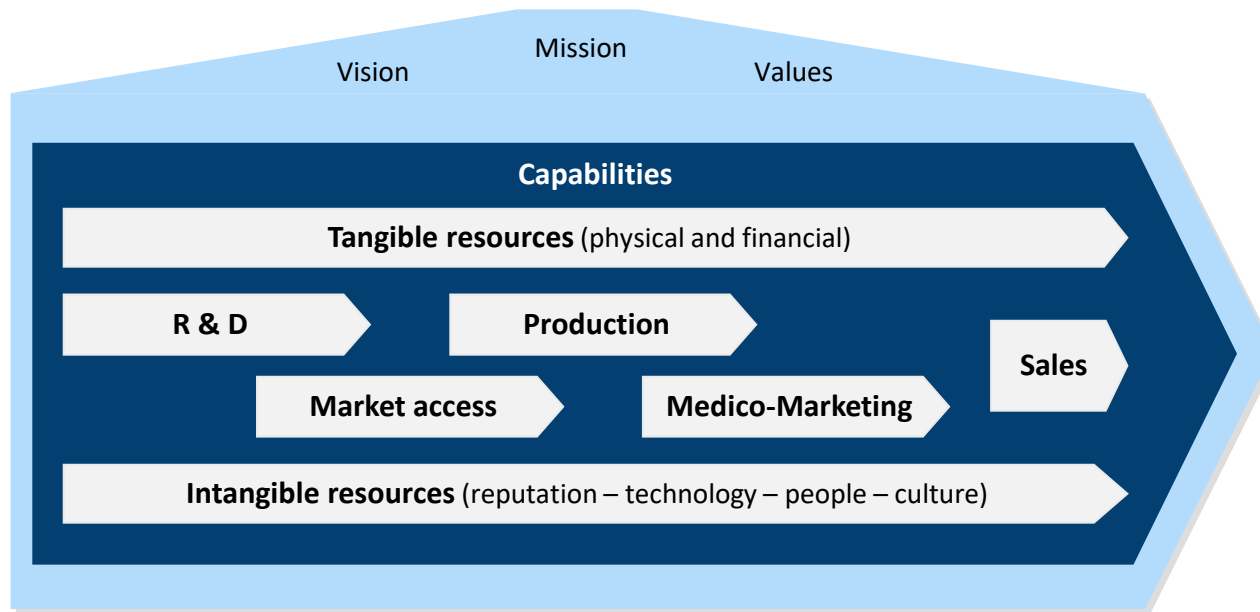 Mission
Vision
Values
Capabilities
Tangible resources (physical and financial)
R & D
Production
Sales
Market access
Medico-Marketing
Intangible resources (reputation – technology – people – culture)